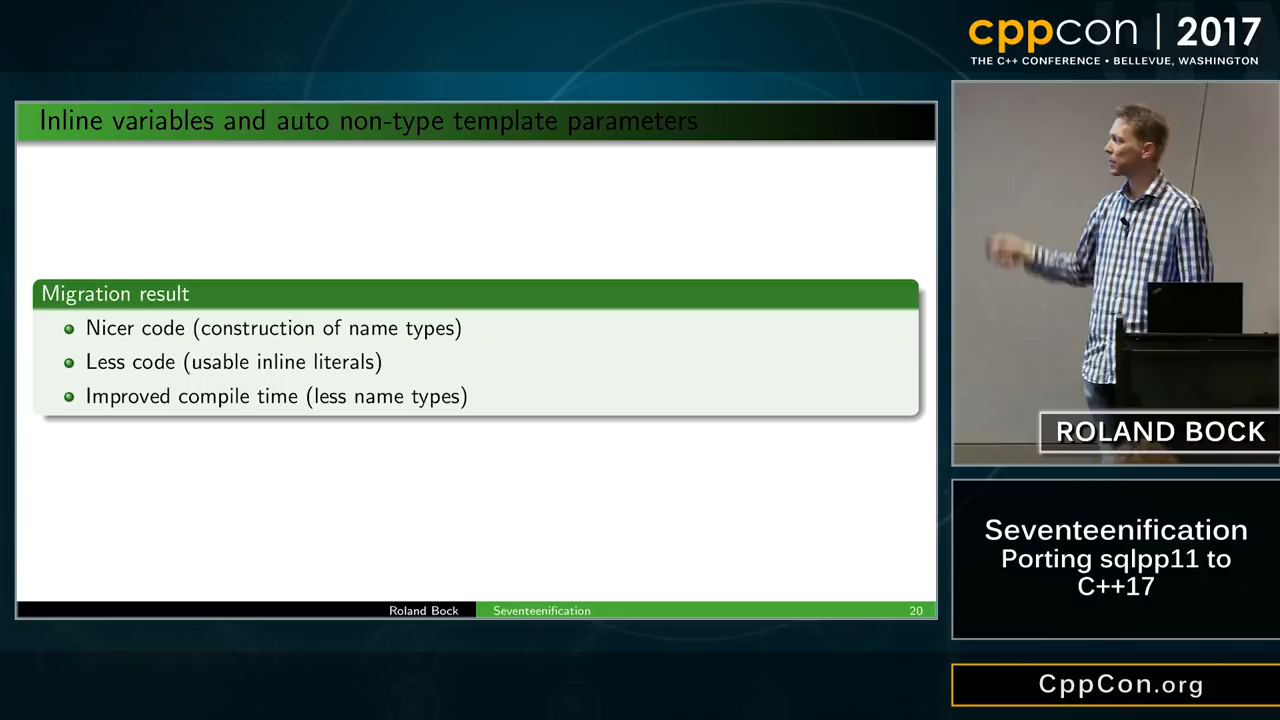 cppcon | 2017
THE C++ CONFERENCE • BELLEVUE, WASHINGTON
Inline variables and auto non-type template parameters
Migration result
Nicer code (construction of name types)
Less code (usable inline literals)
Improved compile time (less name types)
Roland Bock
Seventeenification
20
ROLAND BOCK
Seventeenification
Porting sqlpp11 to
C++17
CppCon.org